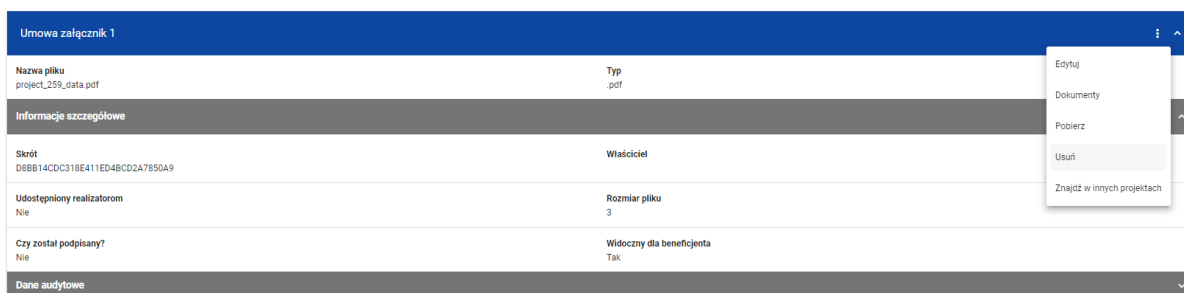 Umowa załącznik 1
Nazwa pliku
project_259_data.pdf
Typ
.pdf
Edytuj
Dokumenty
Pobierz
Usuń
Znajdź w innych projektach
Informacje szczegółowe
Skrót
D8BB14CDC318E411ED4BCD2A7850A9
Właściciel
Udostępniony realizatorom
Nie
Rozmiar pliku
3
Czy został podpisany?
Nie
Widoczny dla beneficjenta
Tak
Dane audytowe